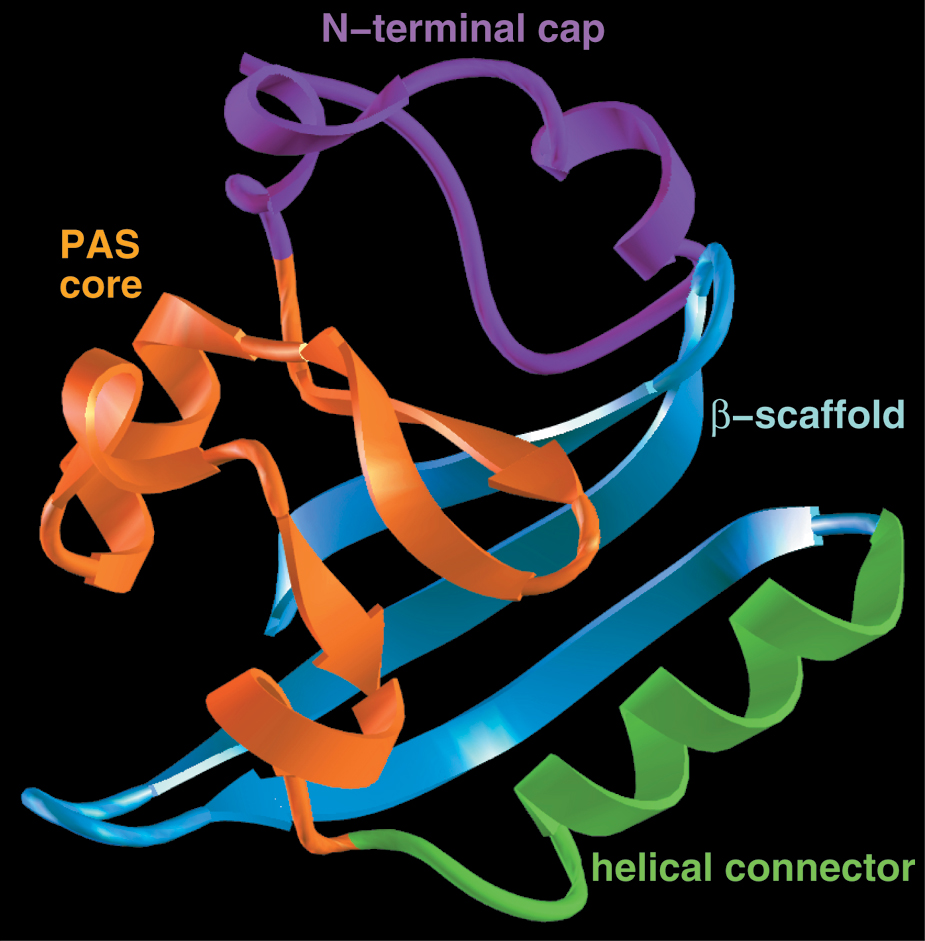 N–terminal cap
PAS
core
β–scaffold
helical connector